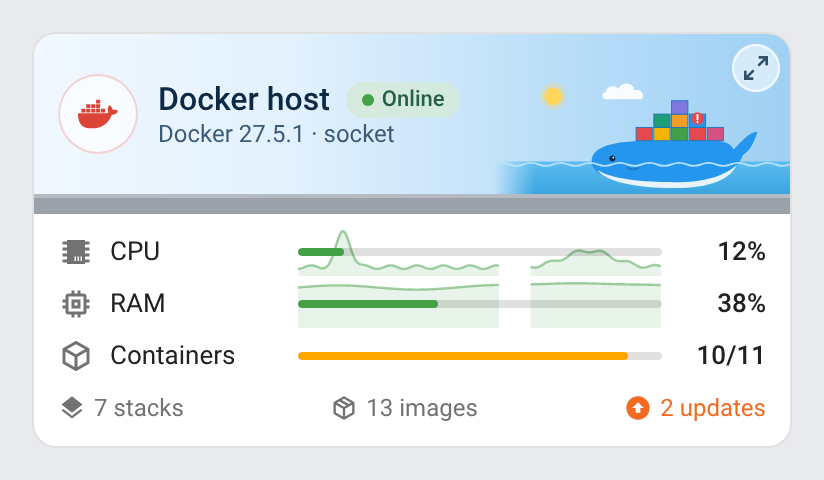 Docker host
Online
Docker 27.5.1 · socket
!
CPU
12%
RAM
38%
Containers
10/11
7 stacks
13 images
2 updates